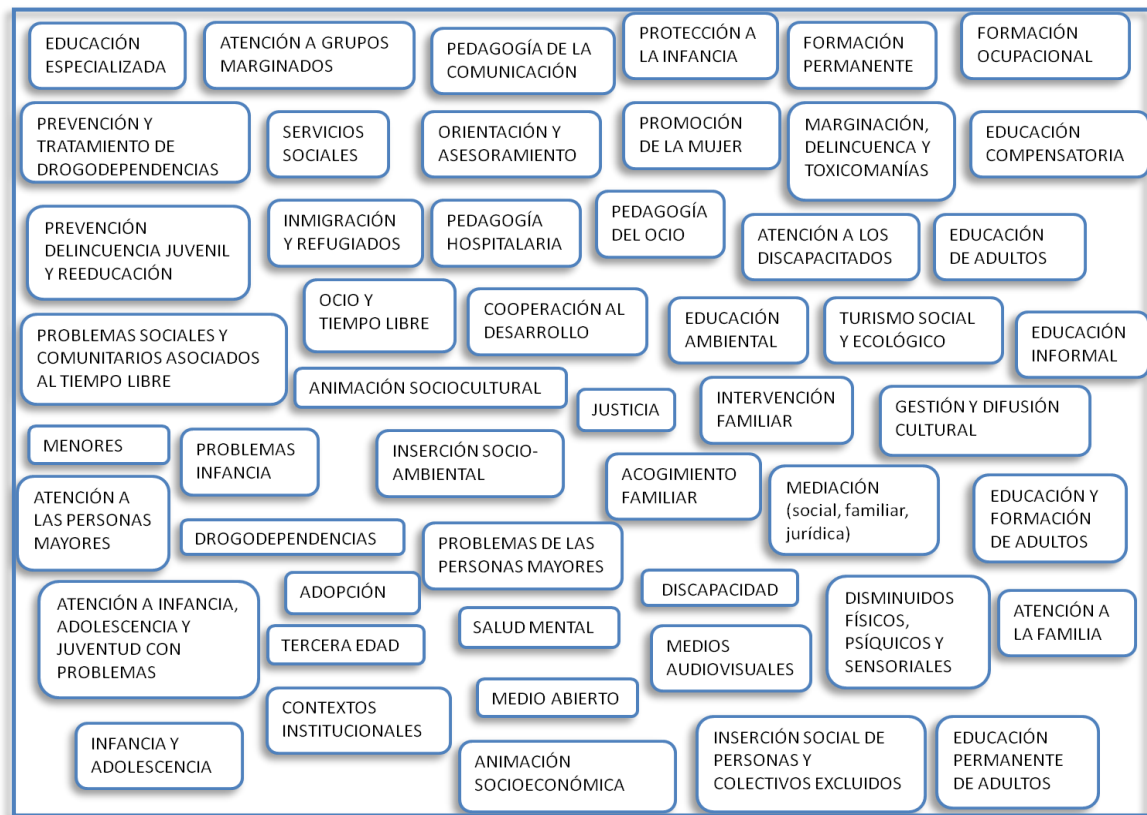 EDUCACIÓN
ESPECIALIZADA
ATENCIÓN A GRUPOS
MARGINADOS
PEDAGOGÍA DE LA
COMUNICACIÓN
PROTECCIÓN A
LA INFANCIA
FORMACIÓN
PERMANENTE
FORMACIÓN
OCUPACIONAL
PREVENCIÓN Y
TRATAMIENTO DE
DROGODEPENDENCIAS
SERVICIOS
SOCIALES
ORIENTACIÓN Y
ASESORAMIENTO
PROMOCIÓN
DE LA MUJER
MARGINACIÓN,
DELINCUENCA Y
TOXICOMANÍAS
EDUCACIÓN
COMPENSATORIA
PREVENCIÓN
DELINCUENCIA JUVENIL
Y REEDUCACIÓN
INMIGRACIÓN
Y REFUGIADOS
PEDAGOGÍA
HOSPITALARIA
PEDAGOGÍA
DEL OCIO
ATENCIÓN A LOS
DISCAPACITADOS
EDUCACIÓN
DE ADULTOS
PROBLEMAS SOCIALES Y
COMUNITARIOS ASOCIADOS
AL TIEMPO LIBRE
OCIO Y
TIEMPO LIBRE
COOPERACIÓN AL
DESARROLLO
EDUCACIÓN
AMBIENTAL
TURISMO SOCIAL
Y ECOLÓGICO
EDUCACIÓN
INFORMAL
ANIMACIÓN SOCIOCULTURAL
JUSTICIA
INTERVENCIÓN
FAMILIAR
GESTIÓN Y DIFUSIÓN
CULTURAL
MENORES
PROBLEMAS
INFANCIA
INSERCIÓN SOCIO-
AMBIENTAL
ACOGIMIENTO
FAMILIAR
MEDIACIÓN
(social, familiar,
jurídica)
EDUCACIÓN Y
FORMACIÓN
DE ADULTOS
ATENCIÓN A
LAS PERSONAS
MAYORES
DROGODEPENDENCIAS
PROBLEMAS DE LAS
PERSONAS MAYORES
ATENCIÓN A INFANCIA,
ADOLESCENCIA Y
JUVENTUD CON
PROBLEMAS
ADOPCIÓN
DISCAPACIDAD
DISMINUIDOS
FÍSICOS,
PSÍQUICOS Y
SENSORIALES
ATENCIÓN A
LA FAMILIA
TERCERA EDAD
SALUD MENTAL
MEDIOS
AUDIOVISUALES
CONTEXTOS
INSTITUCIONALES
MEDIO ABIERTO
INFANCIA Y
ADOLESCENCIA
ANIMACIÓN
SOCIOECONÓMICA
INSERCIÓN SOCIAL DE
PERSONAS Y
COLECTIVOS EXCLUIDOS
EDUCACIÓN
PERMANENTE
DE ADULTOS